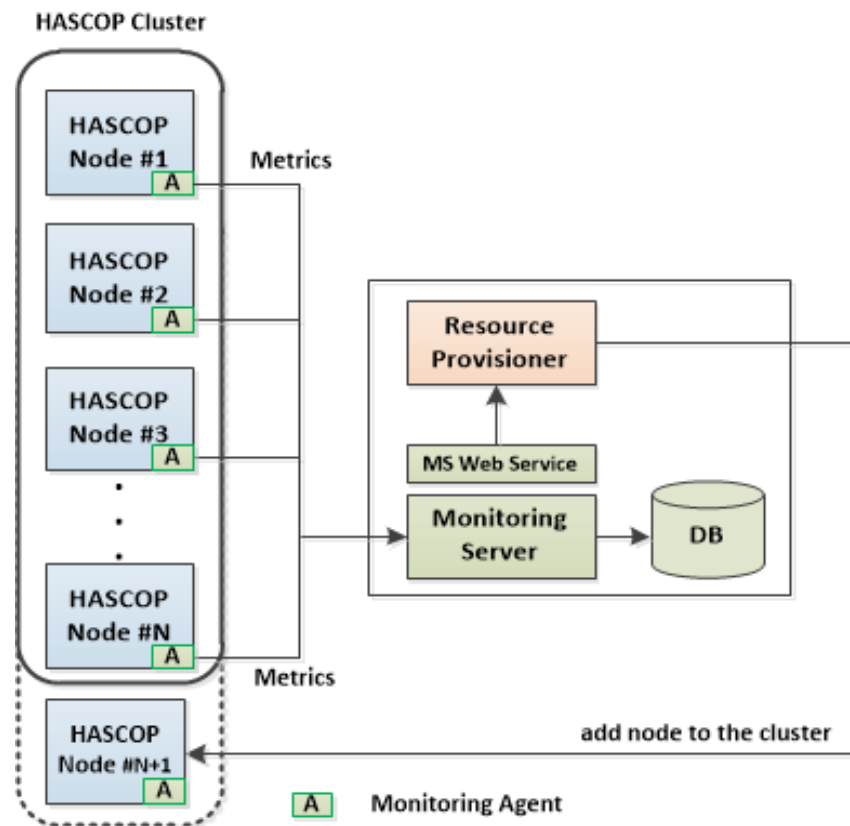 HASCOP Cluster
HASCOP
Node #1
A
Metrics
HASCOP
Node #2
A
HASCOP
Node #3
A
HASCOP
Node #N
A
Metrics
HASCOP
Node #N+1
A
Resource
Provisioner
MS Web Service
Monitoring
Server
DB
add node to the cluster
A Monitoring Agent